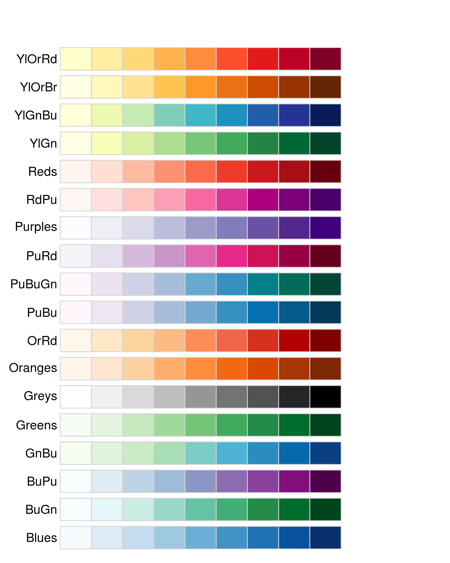 YlOrRd
YlOrBr
YlGnBu
YlGn
Reds
RdPu
Purples
PuRd
PuBuGn
PuBu
OrRd
Oranges
Greys
Greens
GnBu
BuPu
BuGn
Blues